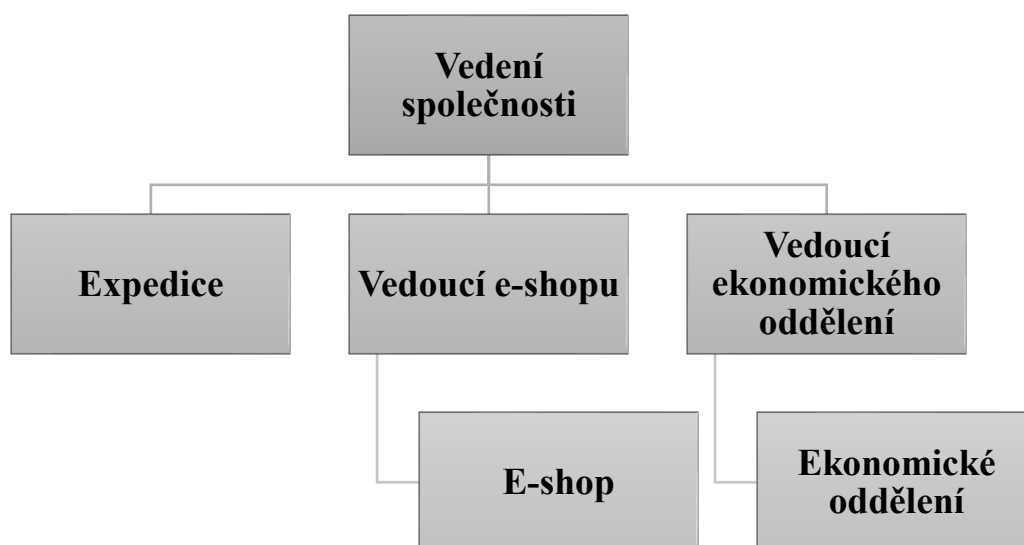 Vedení
společnosti
Expedice
Vedoucí e-shopu
Vedoucí
ekonomického
oddělení
E-shop
Ekonomické
oddělení